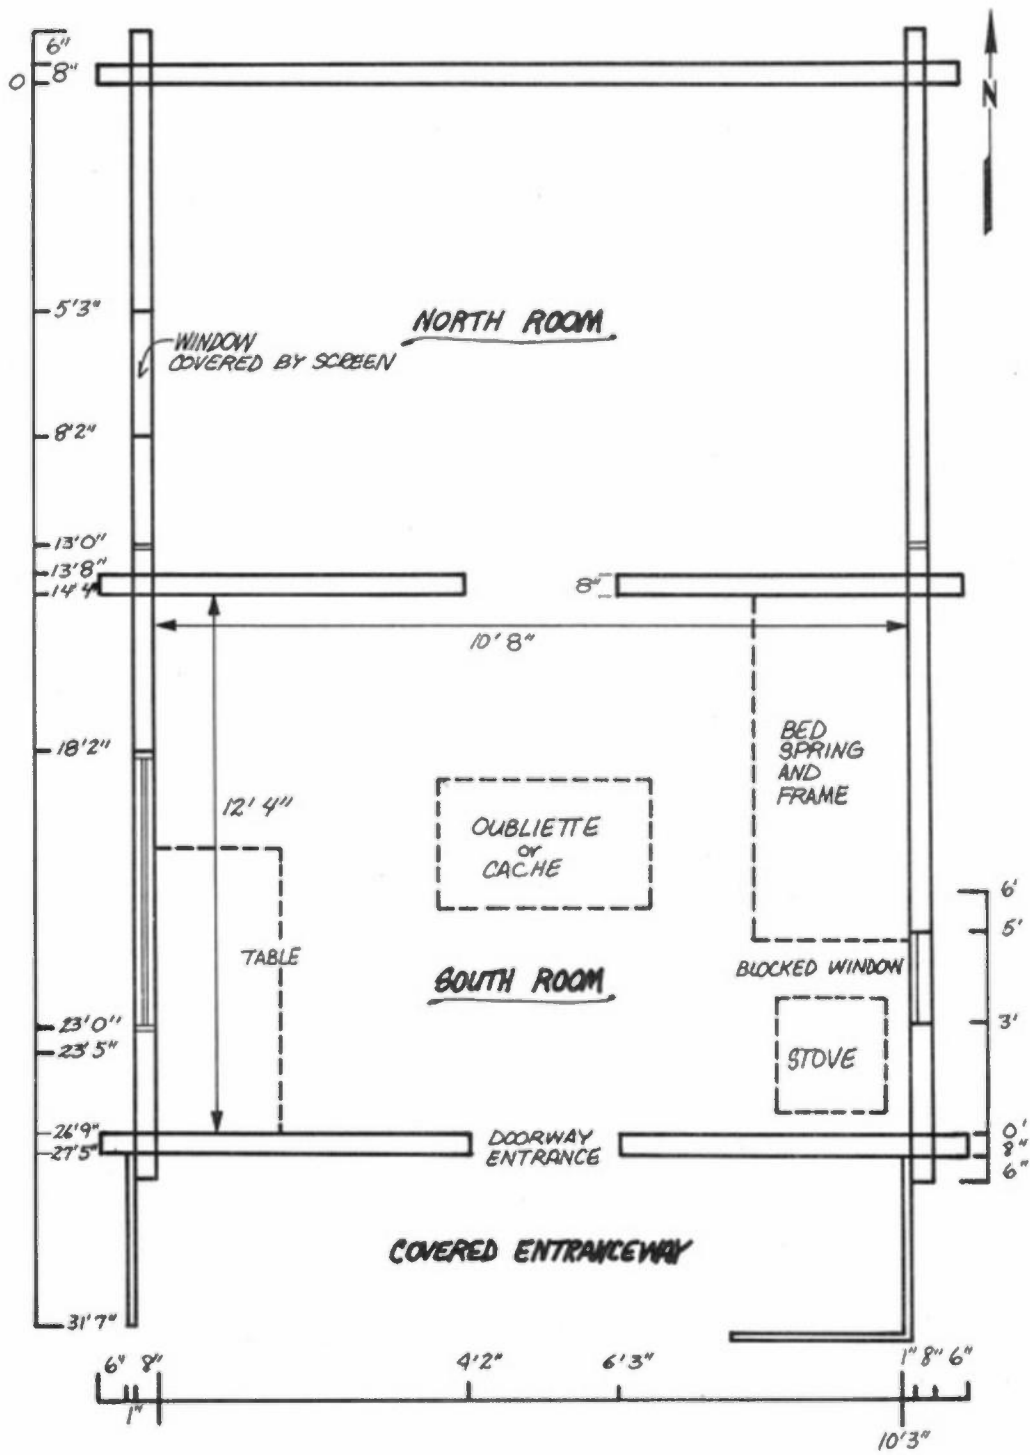 6"
8"
O
N
5'3"
NORTH ROOM
WINDOW
COVERED BY SCREEN
8'2"
13'0"
13'8"
14'4"
8"
10'8"
18'2"
12'4"
BED
SPRING
AND
FRAME
OUBLIETTE
or
CACHE
6'
5'
TABLE
SOUTH ROOM
BLOCKED WINDOW
23'0"
3'
23'5"
STOVE
26'9"
27'5"
DOORWAY
ENTRANCE
0'
8"
6"
COVERED ENTRANCEWAY
31'7"
6" 8" 4'2" 6'3" 1" 8" 6"
1"
10'3"